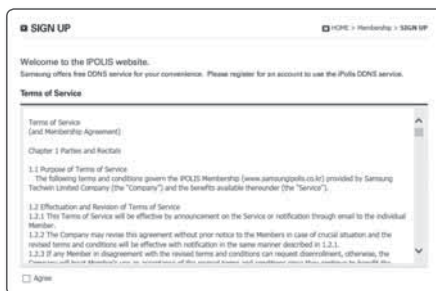 SIGN UP
HOME > Membership > SIGN UP
Welcome to the IPOLIS website.
Samsung offers free DDNS service for your convenience. Please register for an account to use the iPolis DDNS service.
Terms of Service
Terms of Service
(and Membership Agreement)
Chapter 1 Parties and Recitals
1.1 Purpose of Terms of Service
The following terms and conditions govern the IPOLIS Membership (www.samsungipolis.co.kr) provided by Samsung
Techwin Limited Company (the "Company") and the benefits available thereunder (the "Service").
1.2 Effectuation and Revision of Terms of Service
1.2.1 This Terms of Service will be effective by announcement on the Service or notification through email to the individual
Member.
1.2.2 The Company may revise this agreement without prior notice to the Members in case of crucial situation and the
revised terms and conditions will be effective with notification in the same manner described in 1.2.1.
1.2.3 If any Member in disagreement with the revised terms and conditions can request disenrollment, otherwise, the
Agree